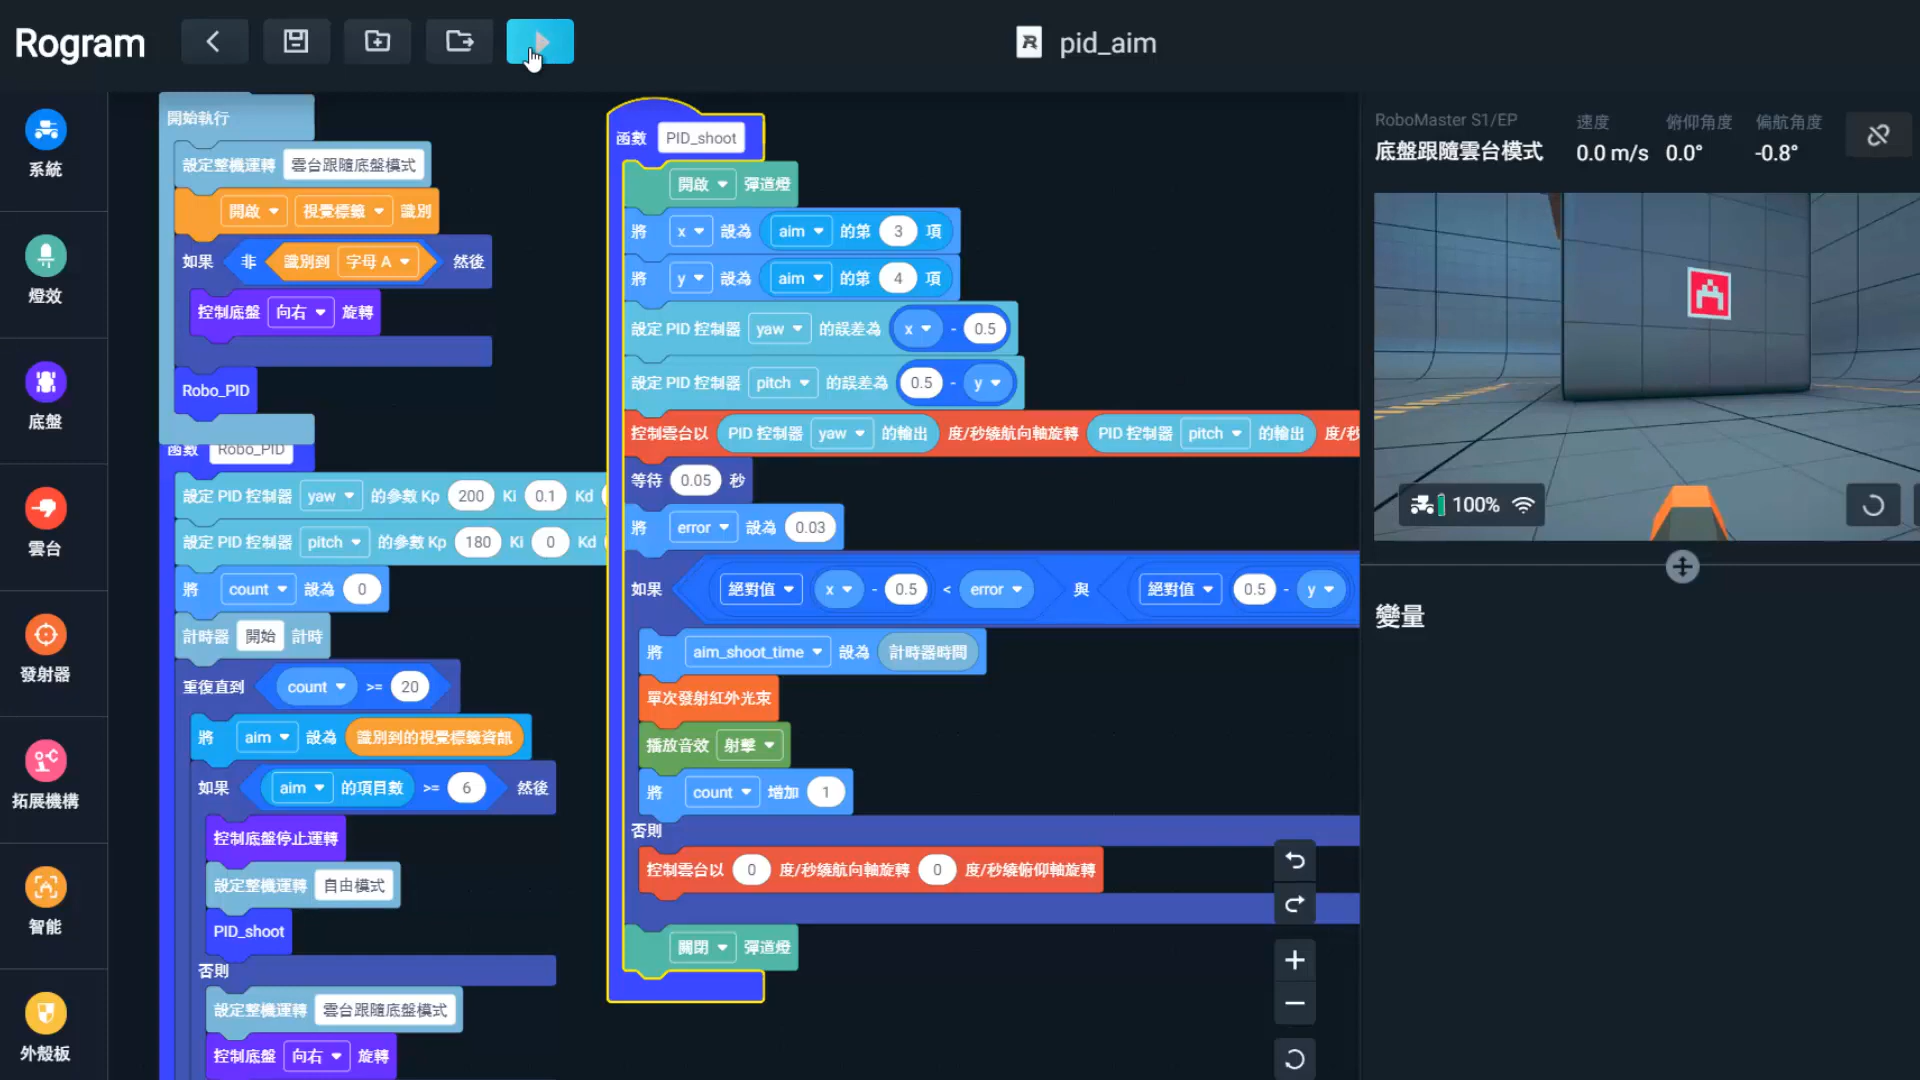 Rogram
pid_aim
系統
燈效
底盤
雲台
發射器
拓展機構
智能
外殼板
開始執行
設定整機運轉 雲台跟隨底盤模式
開啟 視覺標籤 識別
如果 非 識別到 字母 A 然後
控制底盤 向右 旋轉
Robo_PID
函數 Robo_PID
設定 PID 控制器 yaw 的參數 Kp 200 Ki 0.1 Kd
設定 PID 控制器 pitch 的參數 Kp 180 Ki 0 Kd
將 count 設為 0
計時器 開始 計時
重復直到 count >= 20
將 aim 設為 識別到的視覺標籤資訊
如果 aim 的項目數 >= 6 然後
控制底盤停止運轉
設定整機運轉 自由模式
PID_shoot
否則
設定整機運轉 雲台跟隨底盤模式
控制底盤 向右 旋轉
函數 PID_shoot
開啟 彈道燈
將 x 設為 aim 的第 3 項
將 y 設為 aim 的第 4 項
設定 PID 控制器 yaw 的誤差為 x - 0.5
設定 PID 控制器 pitch 的誤差為 0.5 - y
控制雲台以 PID 控制器 yaw 的輸出 度/秒繞航向軸旋轉 PID 控制器 pitch 的輸出 度/秒
等待 0.05 秒
將 error 設為 0.03
如果 絕對值 x - 0.5 < error 與 絕對值 0.5 - y
將 aim_shoot_time 設為 計時器時間
單次發射紅外光束
播放音效 射擊
將 count 增加 1
否則
控制雲台以 0 度/秒繞航向軸旋轉 0 度/秒繞俯仰軸旋轉
關閉 彈道燈
RoboMaster S1/EP
底盤跟隨雲台模式
速度
0.0 m/s
俯仰角度
0.0°
偏航角度
-0.8°
A
100%
變量